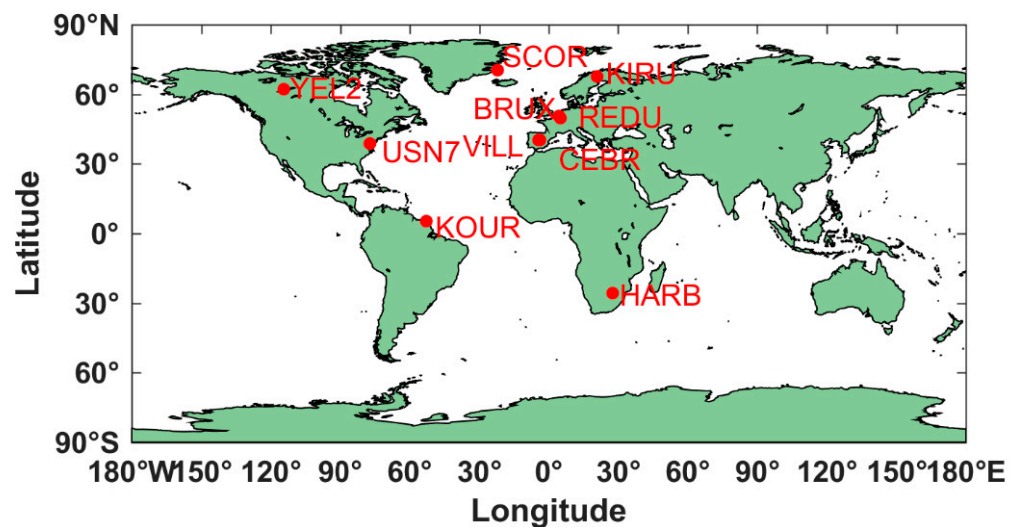 90°N
SCOR
KIRU
YEL2
60°
BRUX
REDU
USN7
VILL
CEBR
30°
Latitude
0°
KOUR
HARB
30°
60°
90°S
180°W 150° 120° 90° 60° 30° 0° 30° 60° 90° 120° 150° 180°E
Longitude